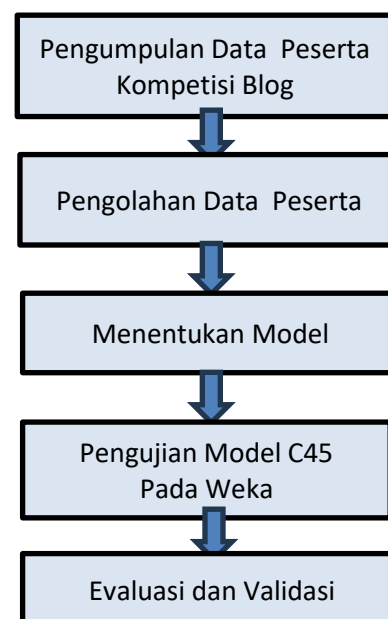 Pengumpulan Data Peserta
Kompetisi Blog
Pengolahan Data Peserta
Menentukan Model
Pengujian Model C45
Pada Weka
Evaluasi dan Validasi